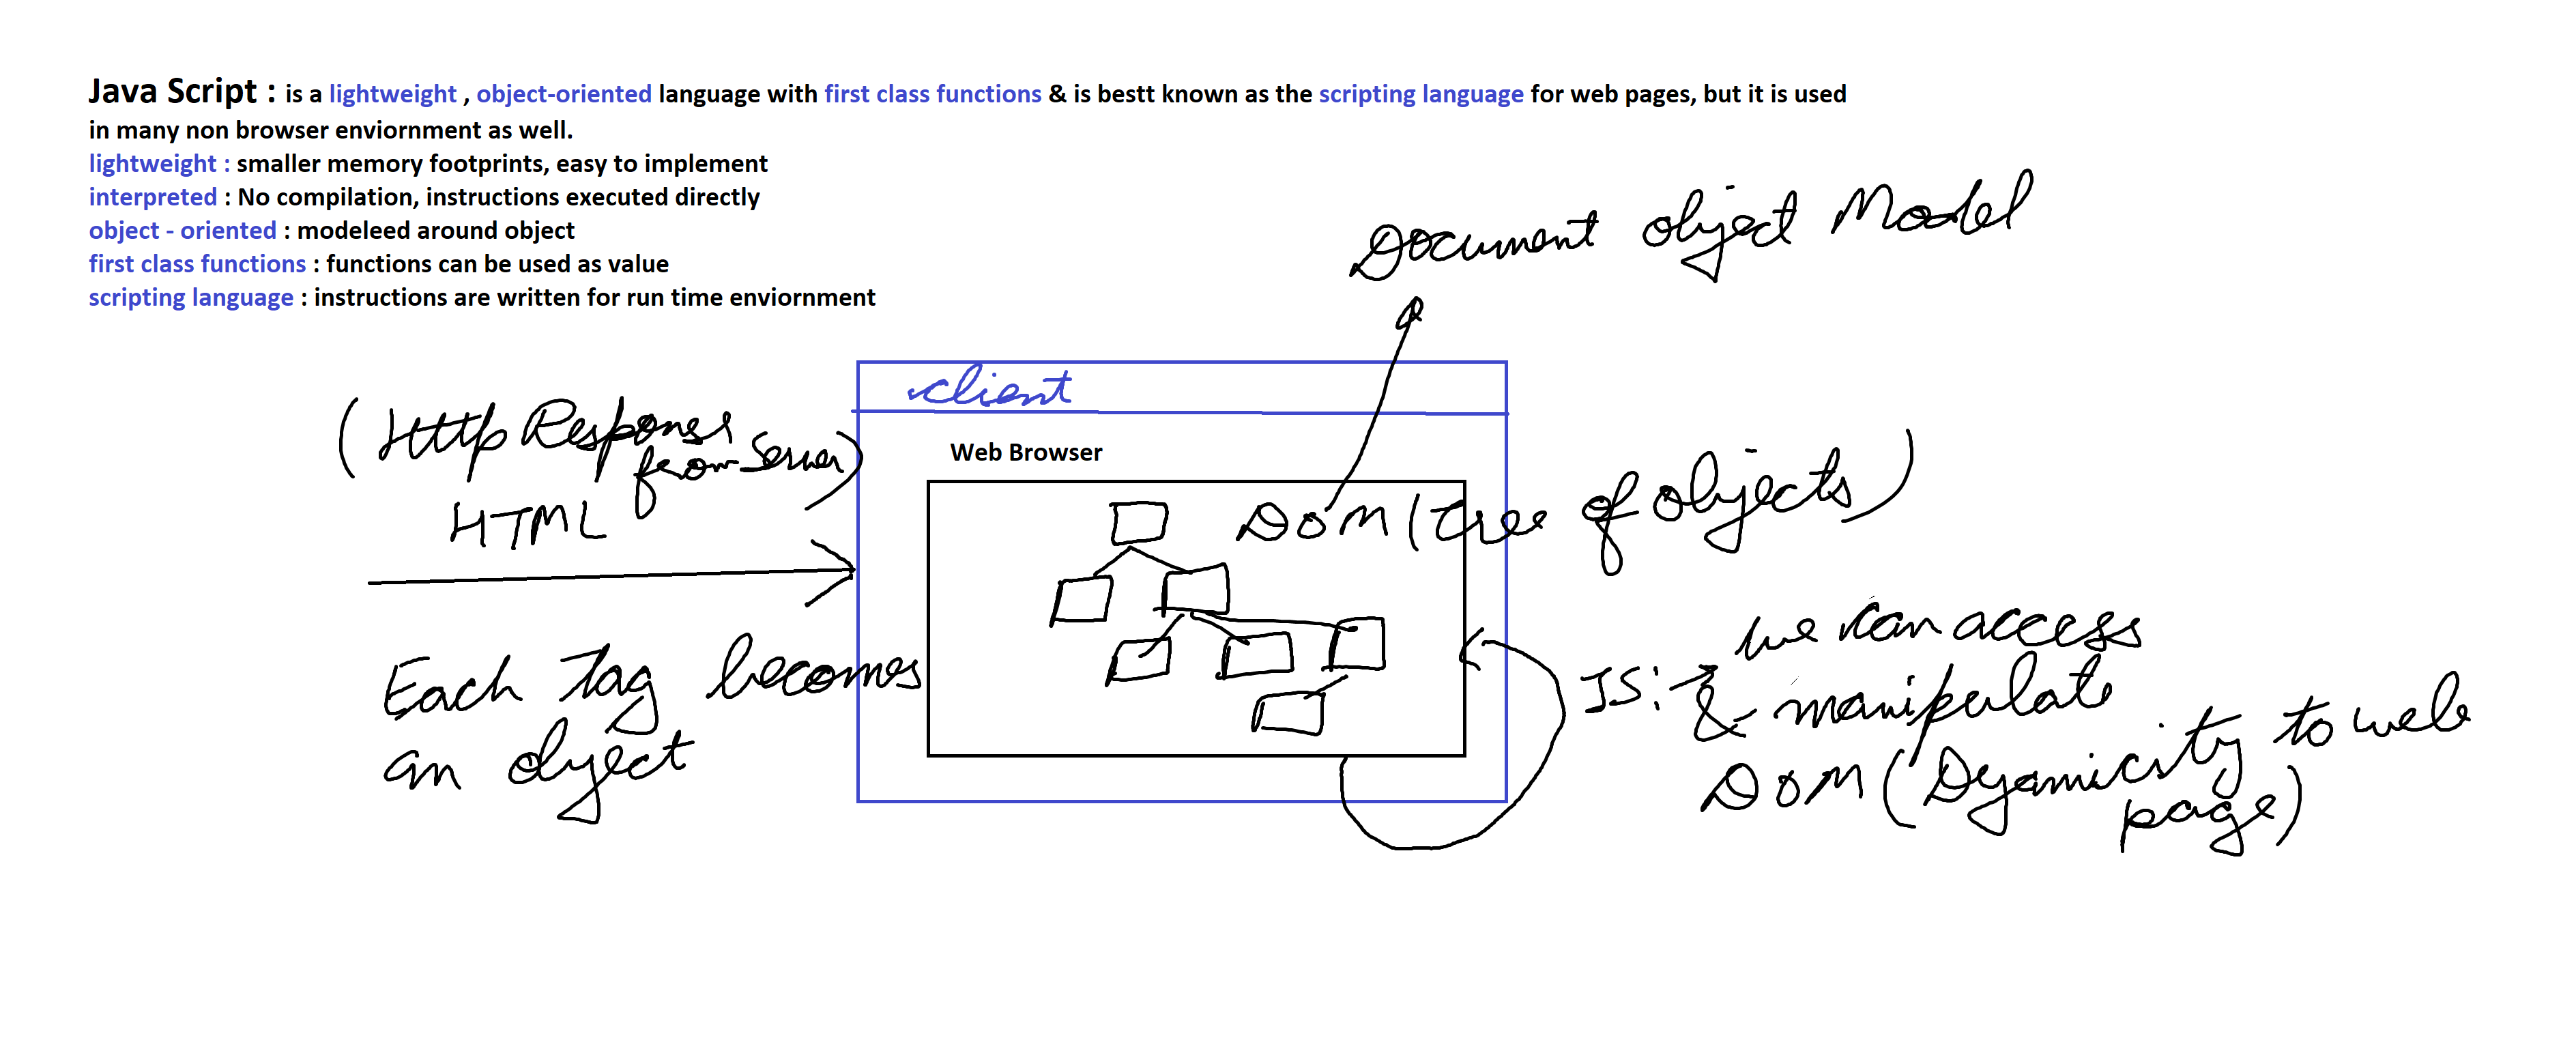 Java Script : is a lightweight , object-oriented language with first class functions & is bestt known as the scripting language for web pages, but it is used
in many non browser enviornment as well.
lightweight : smaller memory footprints, easy to implement
interpreted : No compilation, instructions executed directly
object - oriented : modeleed around object
first class functions : functions can be used as value
scripting language : instructions are written for run time enviornment
Document object Model
client
(Http Response
from Server)
HTML
Web Browser
DOM (tree of objects)
Each Tag becomes
an object
JS:→ we can access
& manipulate
DOM (Dyamicity to web
page)